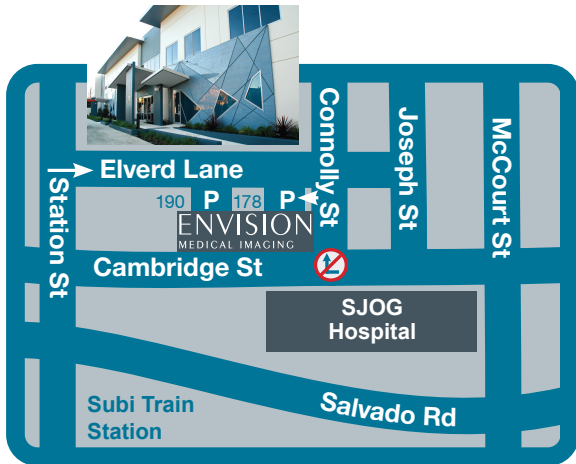 Elverd Lane
Station St
Connolly St
Joseph St
McCourt St
190 P 178 P
ENVISION
MEDICAL IMAGING
Cambridge St
SJOG
Hospital
Salvado Rd
Subi Train
Station